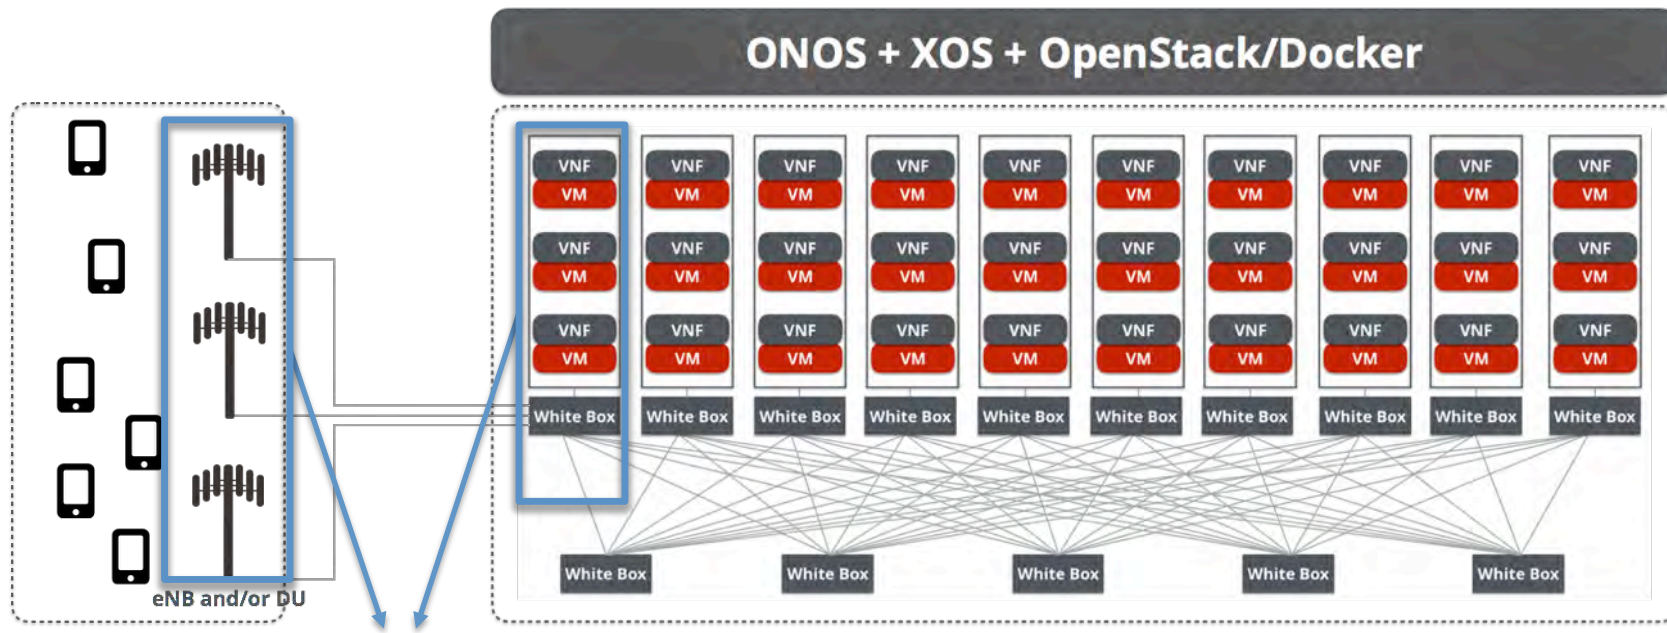 ONOS + XOS + OpenStack/Docker
VNF VNF VNF VNF VNF VNF VNF VNF VNF VNF
VM VM VM VM VM VM VM VM VM VM
VNF VNF VNF VNF VNF VNF VNF VNF VNF VNF
VM VM VM VM VM VM VM VM VM VM
VNF VNF VNF VNF VNF VNF VNF VNF VNF VNF
VM VM VM VM VM VM VM VM VM VM
White Box White Box White Box White Box White Box White Box White Box White Box White Box White Box
White Box White Box White Box White Box White Box
eNB and/or DU